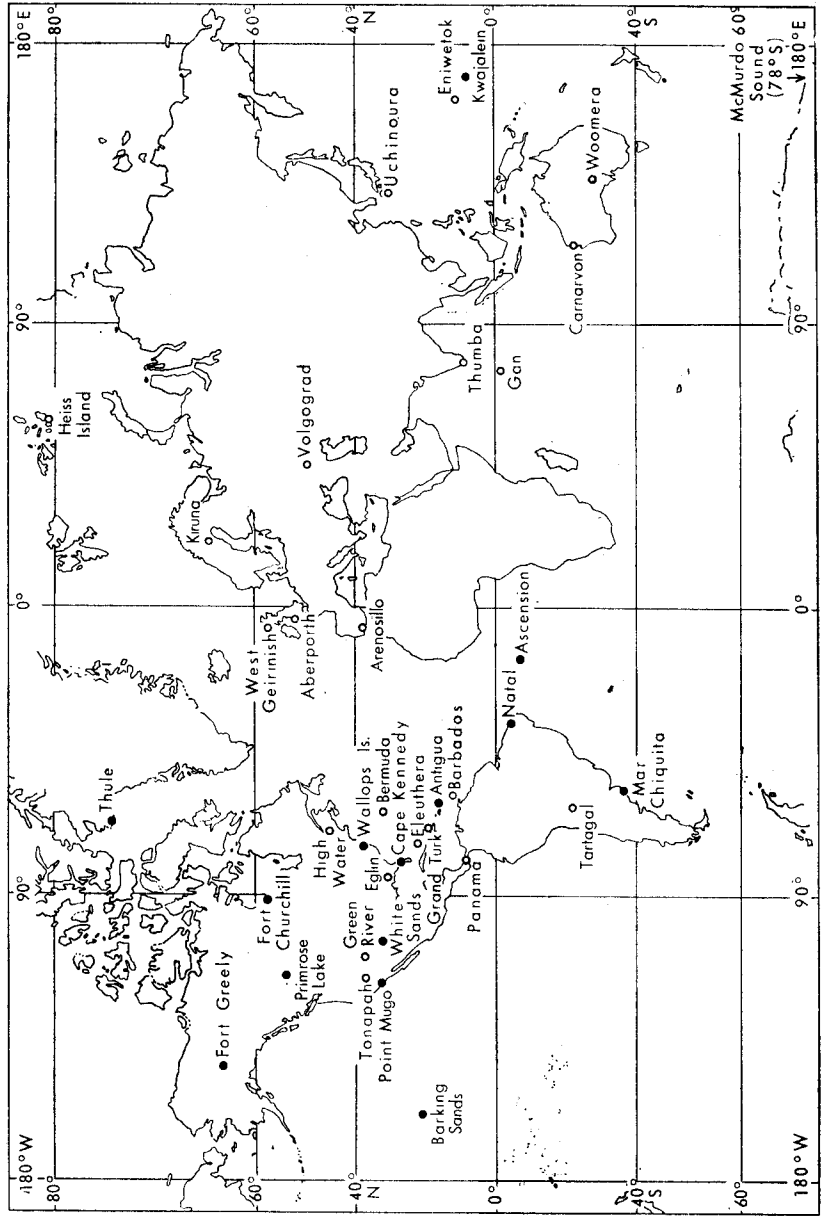 180°W
90°
0°
90°
180°E
80°
80°
60°
60°
40°
N
40°
N
0°
0°
40°
S
40°
S
60°
60°
Thule
Heiss
Island
Kiruna
Fort Greely
Fort
Churchill
Primrose
Lake
West
Geirinish
Aberporth
Volgograd
High
Water
Arenosillo
Uchinoura
Tonapah
Green
River
Point Mugo
White
Sands
Eglin
Wallops Is.
Bermuda
Cape Kennedy
Eleuthera
Grand Turk
Antigua
Barbados
Barking
Sands
Panama
Eniwetok
Kwajalein
Thumba
Gan
Natal
Ascension
Tartagal
Mar
Chiquita
Carnarvon
Woomera
McMurdo
Sound
(78°S)
180°E